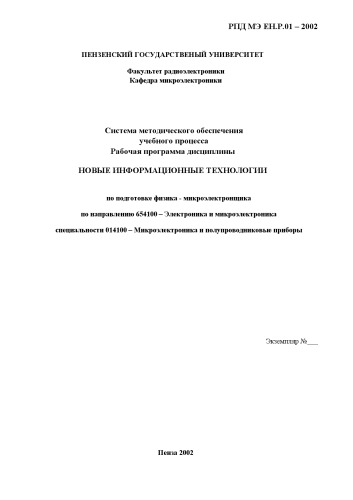 РПД МЭ ЕН.Р.01 – 2002
ПЕНЗЕНСКИЙ ГОСУДАРСТВЕНЫЙ УНИВЕРСИТЕТ
Факультет радиоэлектроники
Кафедра микроэлектроники
Система методического обеспечения
учебного процесса
Рабочая программа дисциплины
НОВЫЕ ИНФОРМАЦИОННЫЕ ТЕХНОЛОГИИ
по подготовке физика - микроэлектронщика
по направлению 654100 – Электроника и микроэлектроника
специальности 014100 – Микроэлектроника и полупроводниковые приборы
Экземпляр №___
Пенза 2002